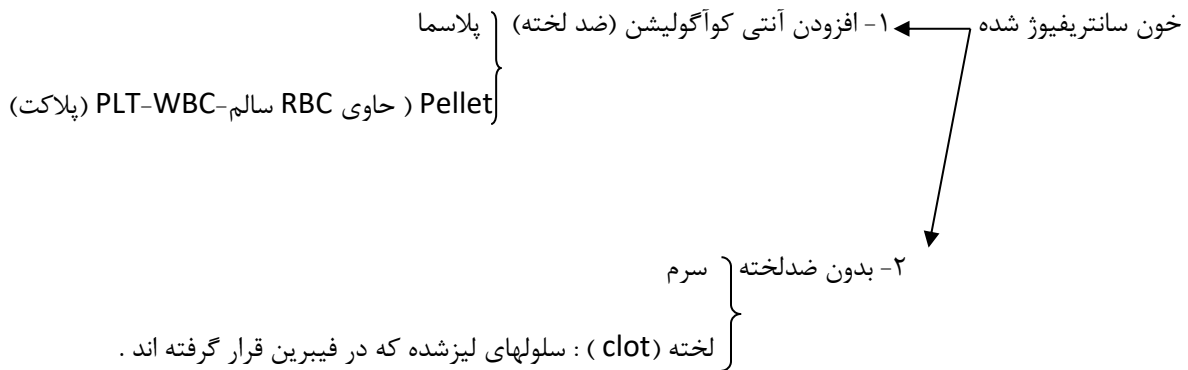 خون سانتریفیوژ شده ۱- افزودن آنتی کوآگولیشن (ضد لخته) پلاسما
Pellet ( حاوی RBC سالم-PLT-WBC (پلاکت)
۲- بدون ضدلخته سرم
لخته (clot ) : سلولهای لیزشده که در فیبرین قرار گرفته اند .